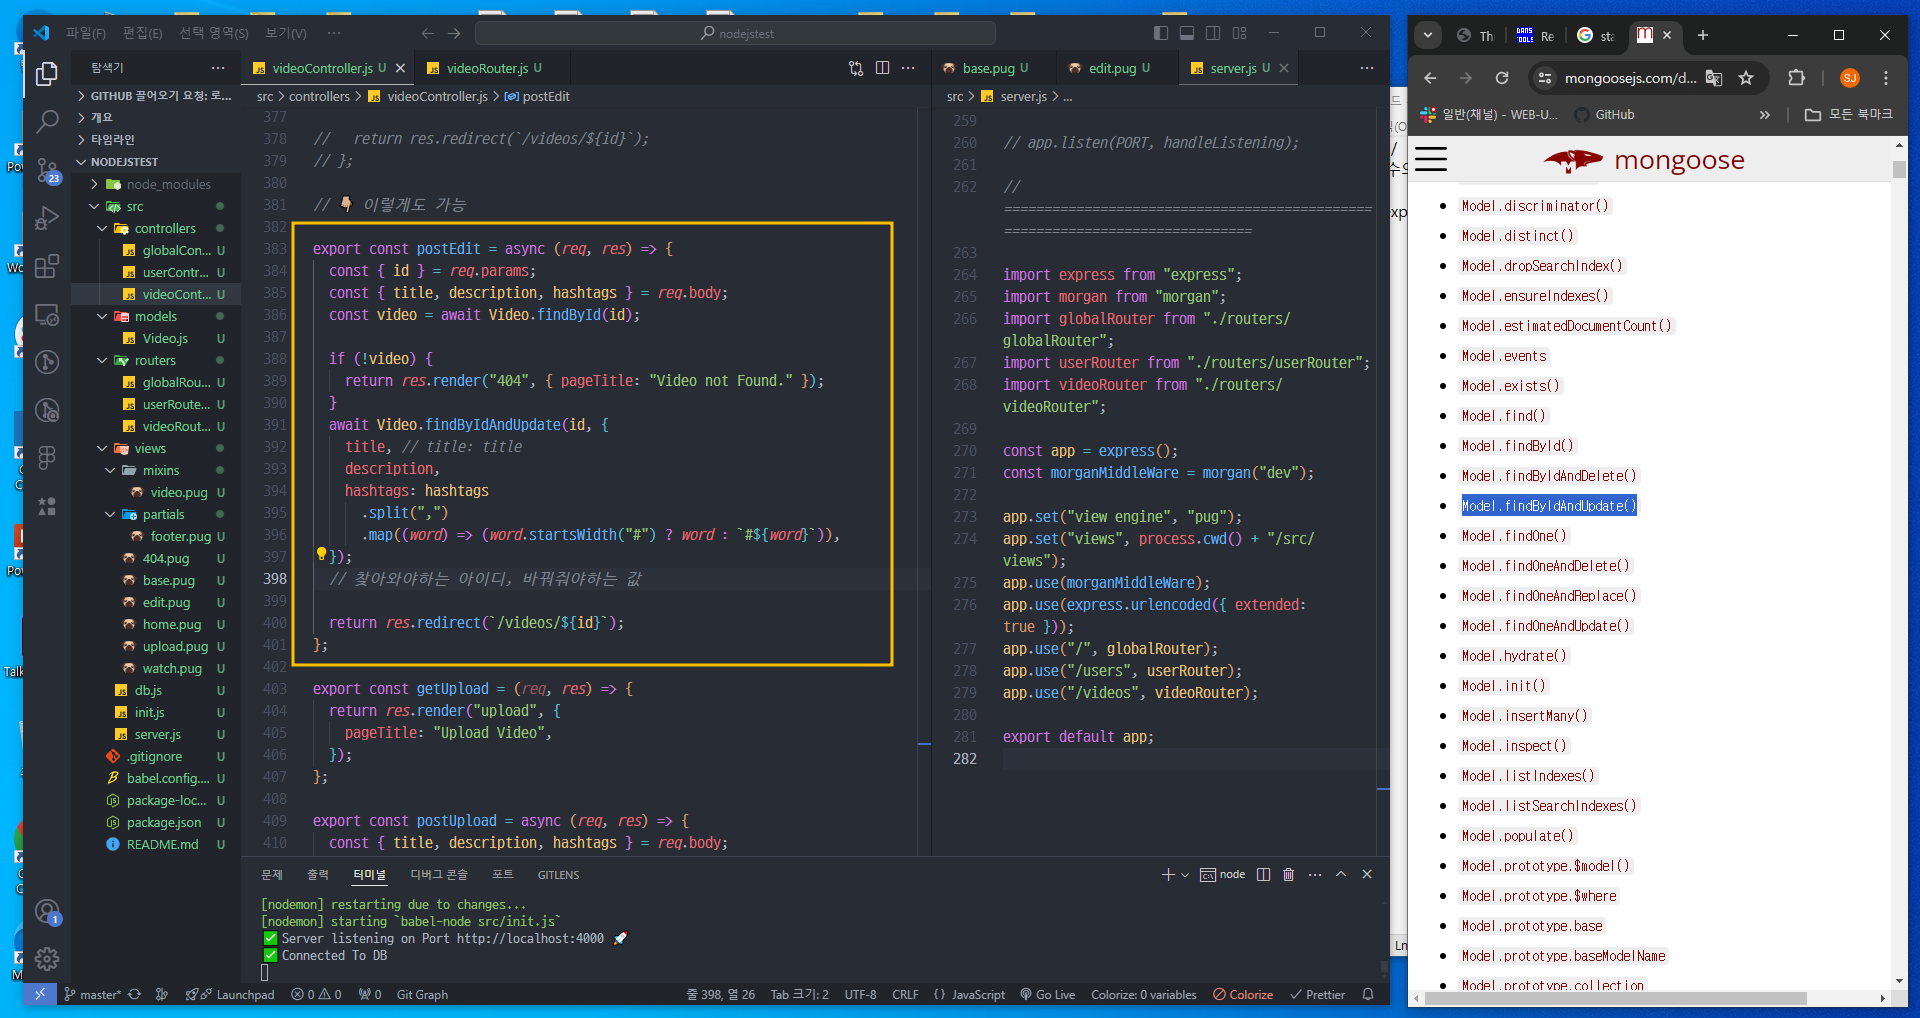 파일(F) 편집(E) 선택 영역(S) 보기(V) ···
nodejstest
탐색기 ···
GITHUB 끌어오기 요청: 로...
개요
타임라인
NODEJSTEST
node_modules
src
controllers
globalCon... U
userContr... U
videoCont... U
models
Video.js U
routers
globalRou... U
userRoute... U
videoRout... U
views
mixins
video.pug U
partials
footer.pug U
404.pug U
base.pug U
edit.pug U
home.pug U
upload.pug U
watch.pug U
db.js U
init.js U
server.js U
.gitignore U
babel.config.... U
package-loc... U
package.json U
README.md U
23
1
videoController.js U
videoRouter.js U
src > controllers > videoController.js > postEdit
377
378 //   return res.redirect(`/videos/${id}`);
379 // };
380
381 // 👇 이렇게도 가능
382
383 export const postEdit = async (req, res) => {
384 const { id } = req.params;
385 const { title, description, hashtags } = req.body;
386 const video = await Video.findById(id);
387
388 if (!video) {
389 return res.render("404", { pageTitle: "Video not Found." });
390 }
391 await Video.findByIdAndUpdate(id, {
392 title, // title: title
393 description,
394 hashtags: hashtags
395 .split(",")
396 .map((word) => (word.startsWidth("#") ? word : `#${word}`)),
397 });
398 // 찾아와야하는 아이디, 바꿔줘야하는 값
399
400 return res.redirect(`/videos/${id}`);
401 };
402
403 export const getUpload = (req, res) => {
404 return res.render("upload", {
405 pageTitle: "Upload Video",
406 });
407 };
408
409 export const postUpload = async (req, res) => {
410 const { title, description, hashtags } = req.body;
base.pug U
edit.pug U
server.js U
src > server.js > ...
259
260 // app.listen(PORT, handleListening);
261
262 //
==============================================
===============================
263
264 import express from "express";
265 import morgan from "morgan";
266 import globalRouter from "./routers/
globalRouter";
267 import userRouter from "./routers/userRouter";
268 import videoRouter from "./routers/
videoRouter";
269
270 const app = express();
271 const morganMiddleWare = morgan("dev");
272
273 app.set("view engine", "pug");
274 app.set("views", process.cwd() + "/src/
views");
275 app.use(morganMiddleWare);
276 app.use(express.urlencoded({ extended:
true }));
277 app.use("/", globalRouter);
278 app.use("/users", userRouter);
279 app.use("/videos", videoRouter);
280
281 export default app;
282
문제 출력 터미널 디버그 콘솔 포트 GITLENS
node
[nodemon] restarting due to changes...
[nodemon] starting `babel-node src/init.js`
✅ Server listening on Port http://localhost:4000 🚀
✅ Connected To DB
master* Launchpad 0 0 0 Git Graph
줄 398, 열 26 Tab 크기: 2 UTF-8 CRLF {} JavaScript Go Live Colorize: 0 variables Colorize Prettier
Th Re sta
mongoosejs.com/d...
SJ
일반(채널) - WEB-U... GitHub » 모든 북마크
mongoose
Model.discriminator()
Model.distinct()
Model.dropSearchIndex()
Model.ensureIndexes()
Model.estimatedDocumentCount()
Model.events
Model.exists()
Model.find()
Model.findById()
Model.findByIdAndDelete()
Model.findByIdAndUpdate()
Model.findOne()
Model.findOneAndDelete()
Model.findOneAndReplace()
Model.findOneAndUpdate()
Model.hydrate()
Model.init()
Model.insertMany()
Model.inspect()
Model.listIndexes()
Model.listSearchIndexes()
Model.populate()
Model.prototype.$model()
Model.prototype.$where
Model.prototype.base
Model.prototype.baseModelName
Model.prototype.collection